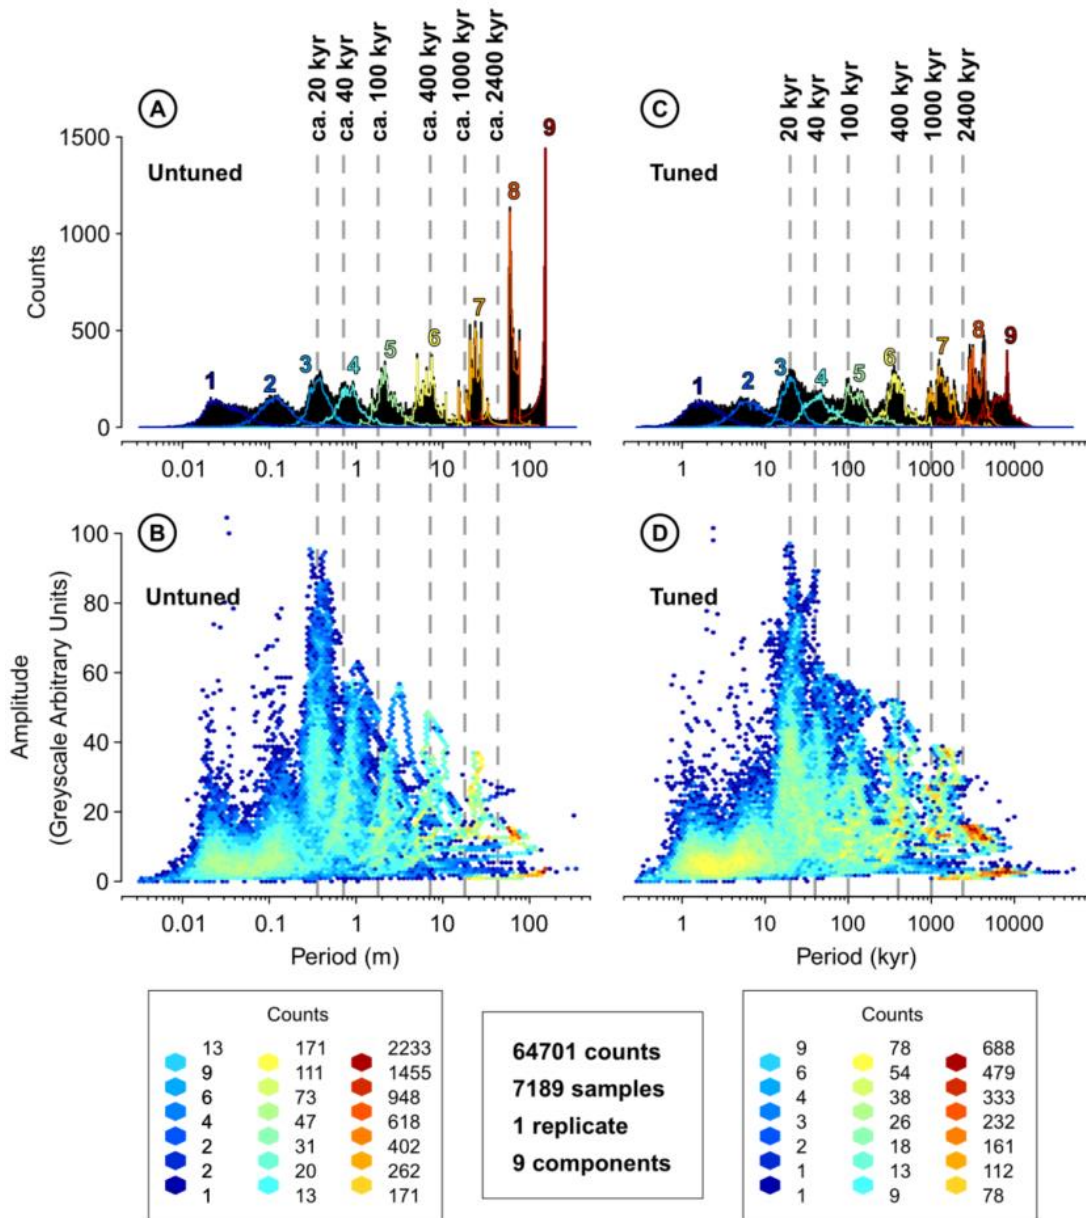 ca. 20 kyr
ca. 40 kyr
ca. 100 kyr
ca. 400 kyr
ca. 1000 kyr
ca. 2400 kyr
20 kyr
40 kyr
100 kyr
400 kyr
1000 kyr
2400 kyr
A
Untuned
1500
1000
500
0
Counts
1
2
3
4
5
6
7
8
9
0.01
0.1
1
10
100
C
Tuned
1
2
3
4
5
6
7
8
9
1
10
100
1000
10000
B
Untuned
100
80
60
40
20
0
Amplitude
(Greyscale Arbitrary Units)
0.01
0.1
1
10
100
Period (m)
D
Tuned
1
10
100
1000
10000
Period (kyr)
Counts
13
9
6
4
2
2
1
171
111
73
47
31
20
13
2233
1455
948
618
402
262
171
64701 counts
7189 samples
1 replicate
9 components
Counts
9
6
4
3
2
1
1
78
54
38
26
18
13
9
688
479
333
232
161
112
78